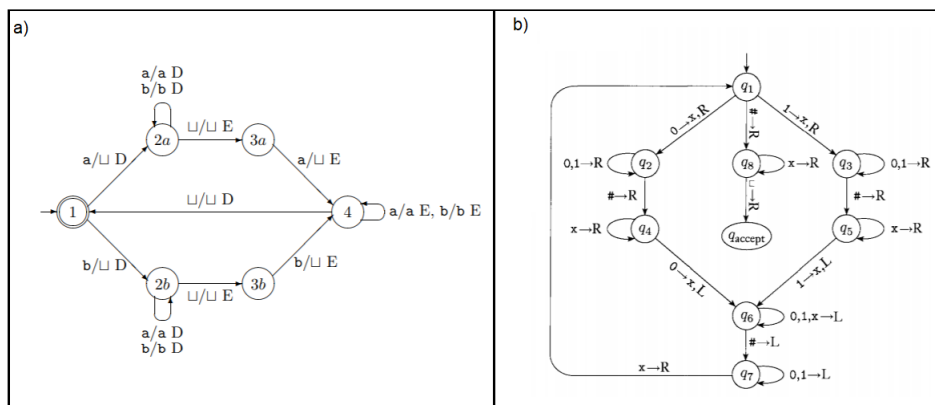 a)
a/a D
b/b D
2a
⊔/⊔ E
3a
a/⊔ D
a/⊔ E
1
⊔/⊔ D
4
a/a E, b/b E
b/⊔ D
b/⊔ E
2b
⊔/⊔ E
3b
a/a D
b/b D
b)
q1
0→x,R
#→R
1→x,R
0,1→R
q2
q8
x→R
q3
0,1→R
#→R
⊔→R
#→R
x→R
q4
qaccept
q5
x→R
0→x,L
1→x,L
q6
0,1,x→L
#→L
x→R
q7
0,1→L